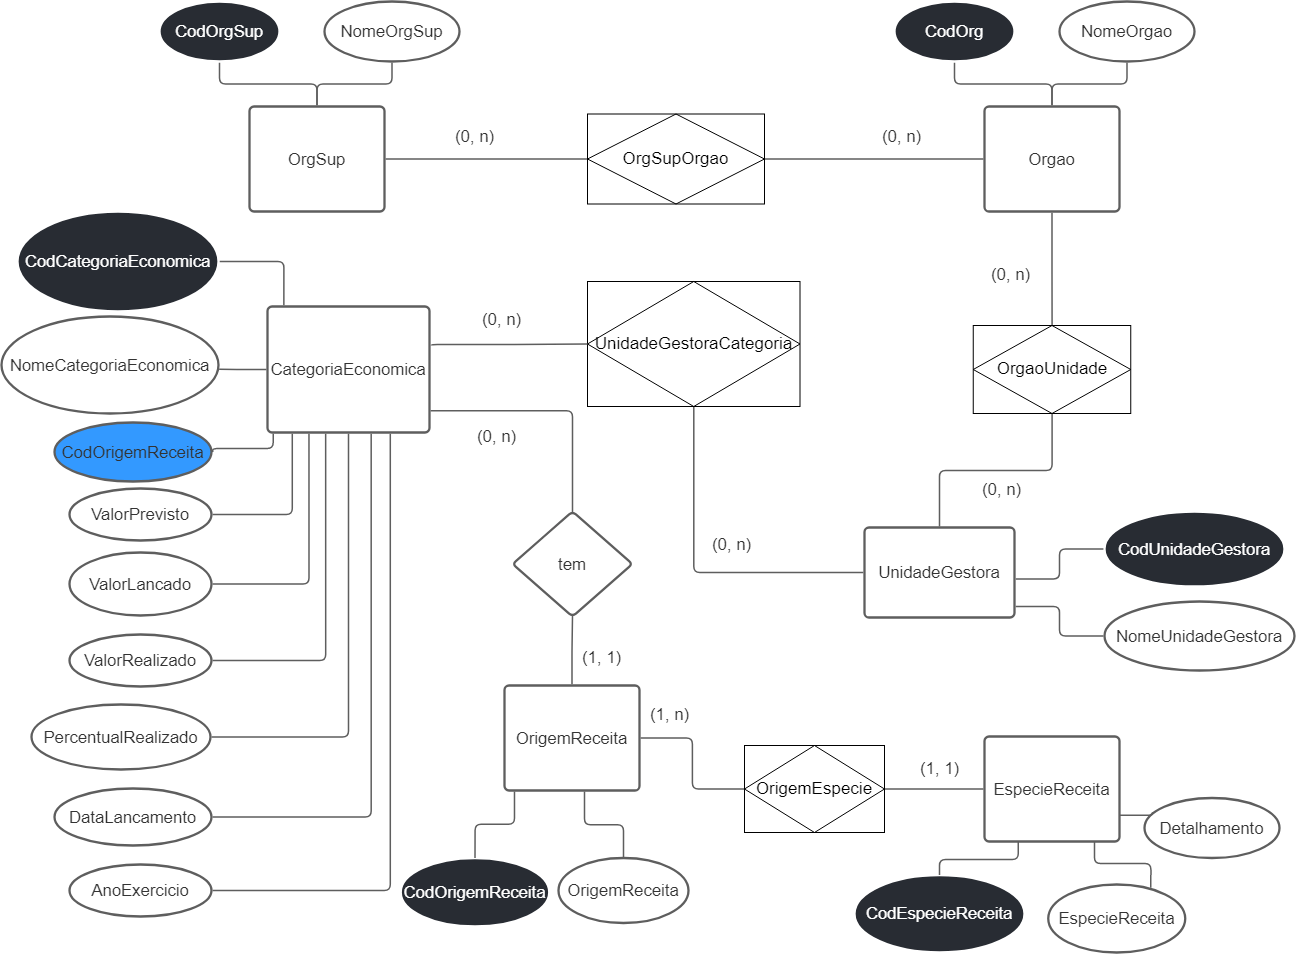 CodOrgSup
NomeOrgSup
CodOrg
NomeOrgao
(0, n)
(0, n)
OrgSup
OrgSupOrgao
Orgao
CodCategoriaEconomica
(0, n)
(0, n)
UnidadeGestoraCategoria
NomeCategoriaEconomica
CategoriaEconomica
OrgaoUnidade
(0, n)
CodOrigemReceita
(0, n)
ValorPrevisto
(0, n)
CodUnidadeGestora
tem
UnidadeGestora
ValorLancado
NomeUnidadeGestora
(1, 1)
ValorRealizado
(1, n)
PercentualRealizado
OrigemReceita
(1, 1)
OrigemEspecie
EspecieReceita
DataLancamento
Detalhamento
AnoExercicio
CodOrigemReceita
OrigemReceita
CodEspecieReceita
EspecieReceita